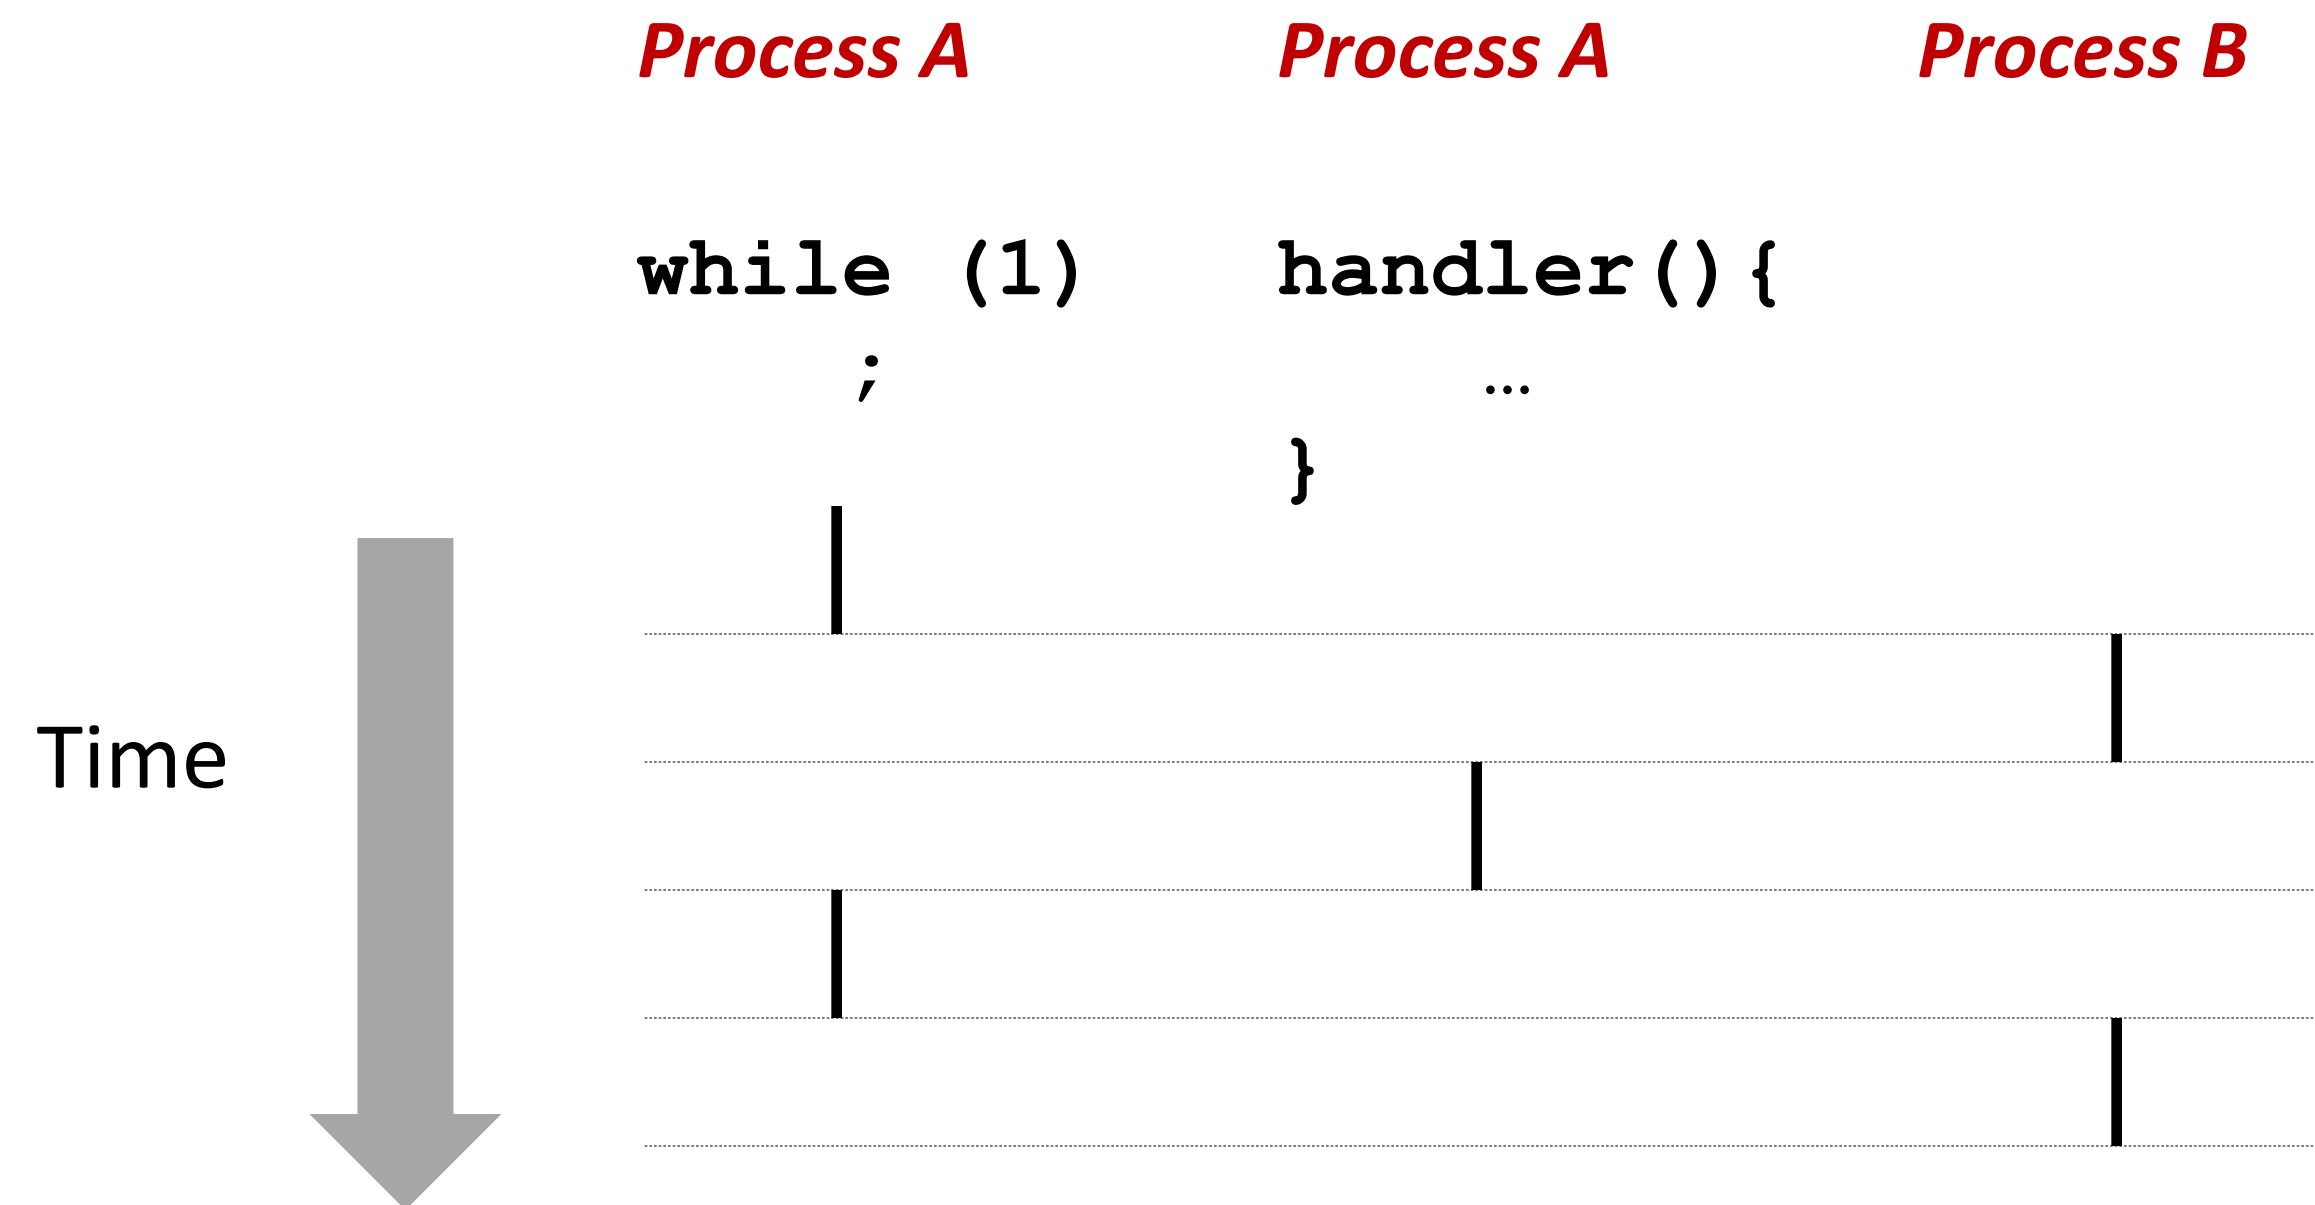 Process A Process A Process B
while (1) handler(){
; …
}
Time